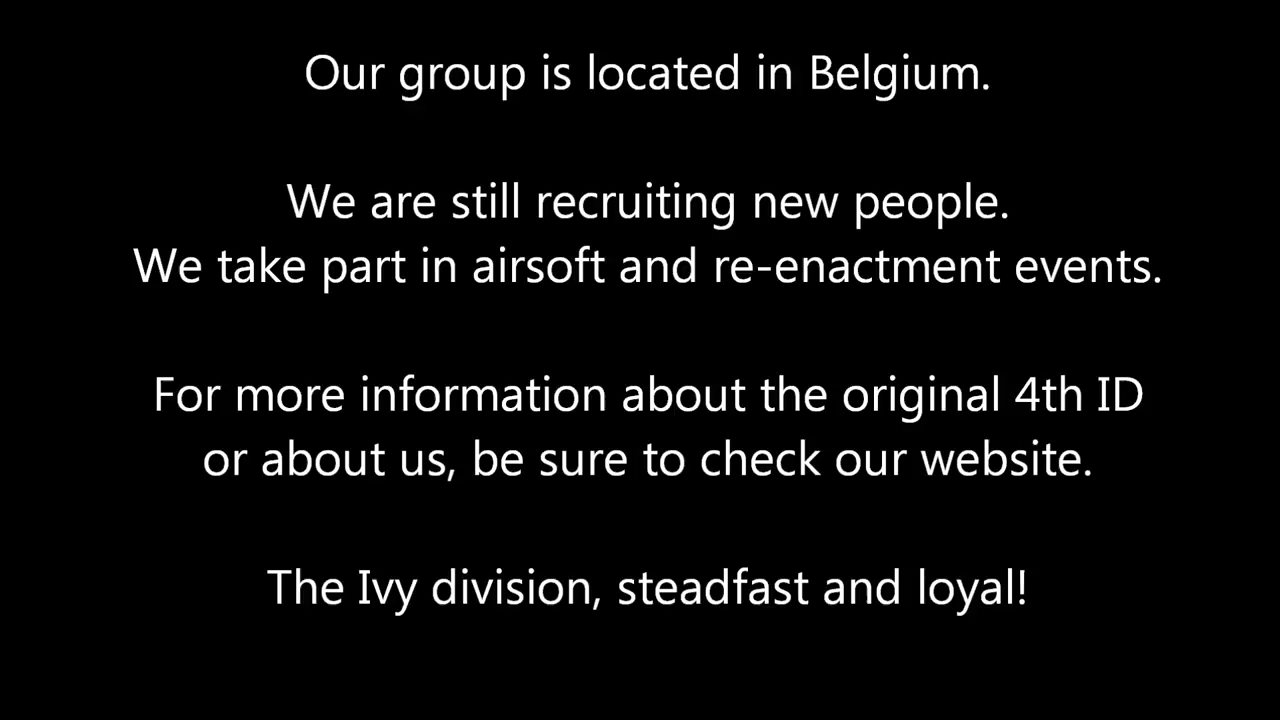 Our group is located in Belgium.
We are still recruiting new people.
We take part in airsoft and re-enactment events.
For more information about the original 4th ID
or about us, be sure to check our website.
The Ivy division, steadfast and loyal!